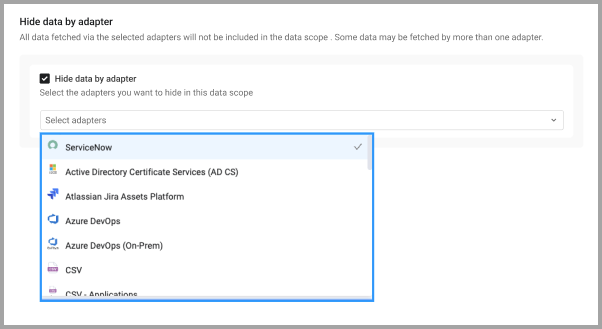 Hide data by adapter
All data fetched via the selected adapters will not be included in the data scope . Some data may be fetched by more than one adapter.
Hide data by adapter
Select the adapters you want to hide in this data scope
Select adapters
ServiceNow
Active Directory Certificate Services (AD CS)
Atlassian Jira Assets Platform
Azure DevOps
Azure DevOps (On-Prem)
CSV
CSV - Applications